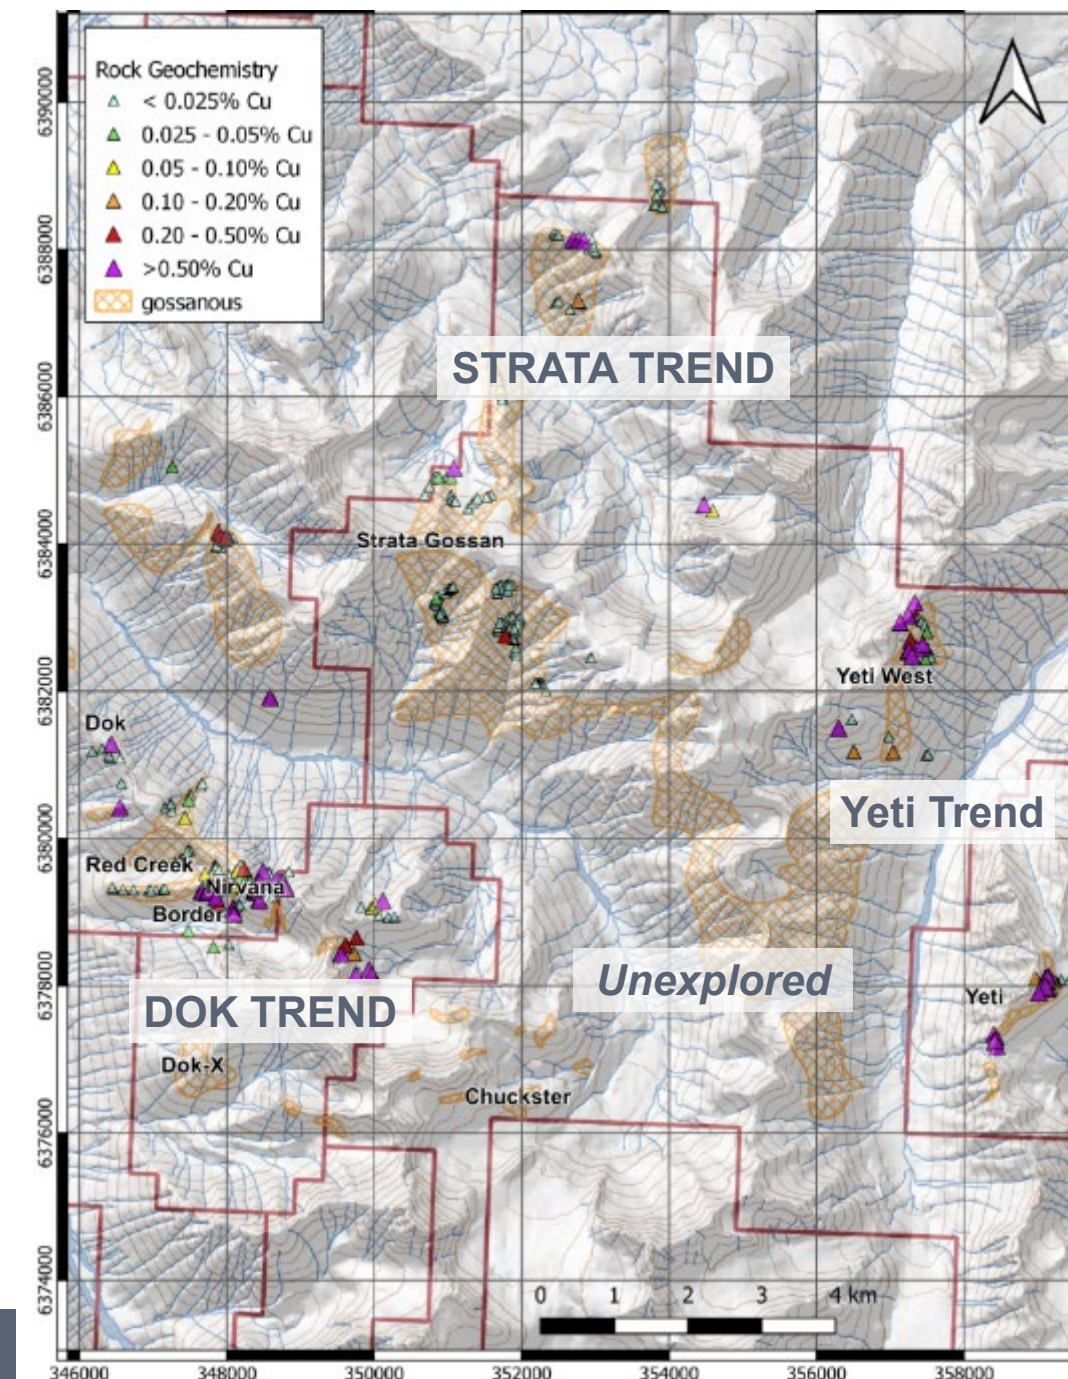 Rock Geochemistry
< 0.025% Cu
0.025 - 0.05% Cu
0.05 - 0.10% Cu
0.10 - 0.20% Cu
0.20 - 0.50% Cu
>0.50% Cu
gossanous
6390000
6388000
6386000
6384000
6382000
6380000
6378000
6376000
6374000
STRATA TREND
Strata Gossan
Yeti West
Dok
Yeti Trend
Red Creek
Nirvana
Border
Unexplored
Yeti
DOK TREND
Dok-X
Chuckster
0 1 2 3 4 km
346000 348000 350000 352000 354000 356000 358000